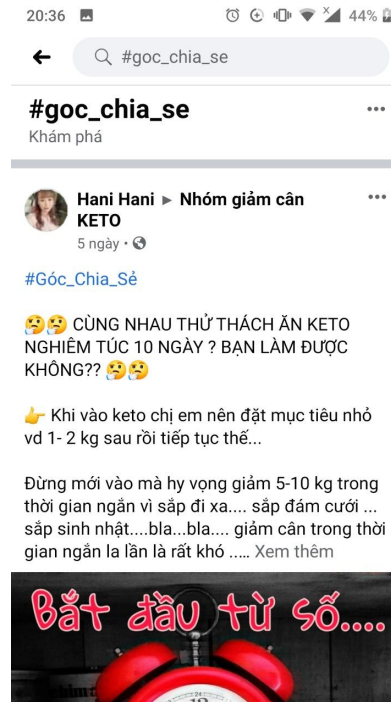 20:36
44%
#goc_chia_se
#goc_chia_se
Khám phá
Hani Hani ▸ Nhóm giảm cân
KETO
5 ngày ·
#Góc_Chia_Sẻ
🤔🤔 CÙNG NHAU THỬ THÁCH ĂN KETO
NGHIÊM TÚC 10 NGÀY ? BẠN LÀM ĐƯỢC
KHÔNG?? 🤔🤔
👉 Khi vào keto chị em nên đặt mục tiêu nhỏ
vd 1- 2 kg sau rồi tiếp tục thế...
Đừng mới vào mà hy vọng giảm 5-10 kg trong
thời gian ngắn vì sắp đi xa.... sắp đám cưới ...
sắp sinh nhật....bla...bla.... giảm cân trong thời
gian ngắn la lần là rất khó ..... Xem thêm
Bắt đầu từ số....